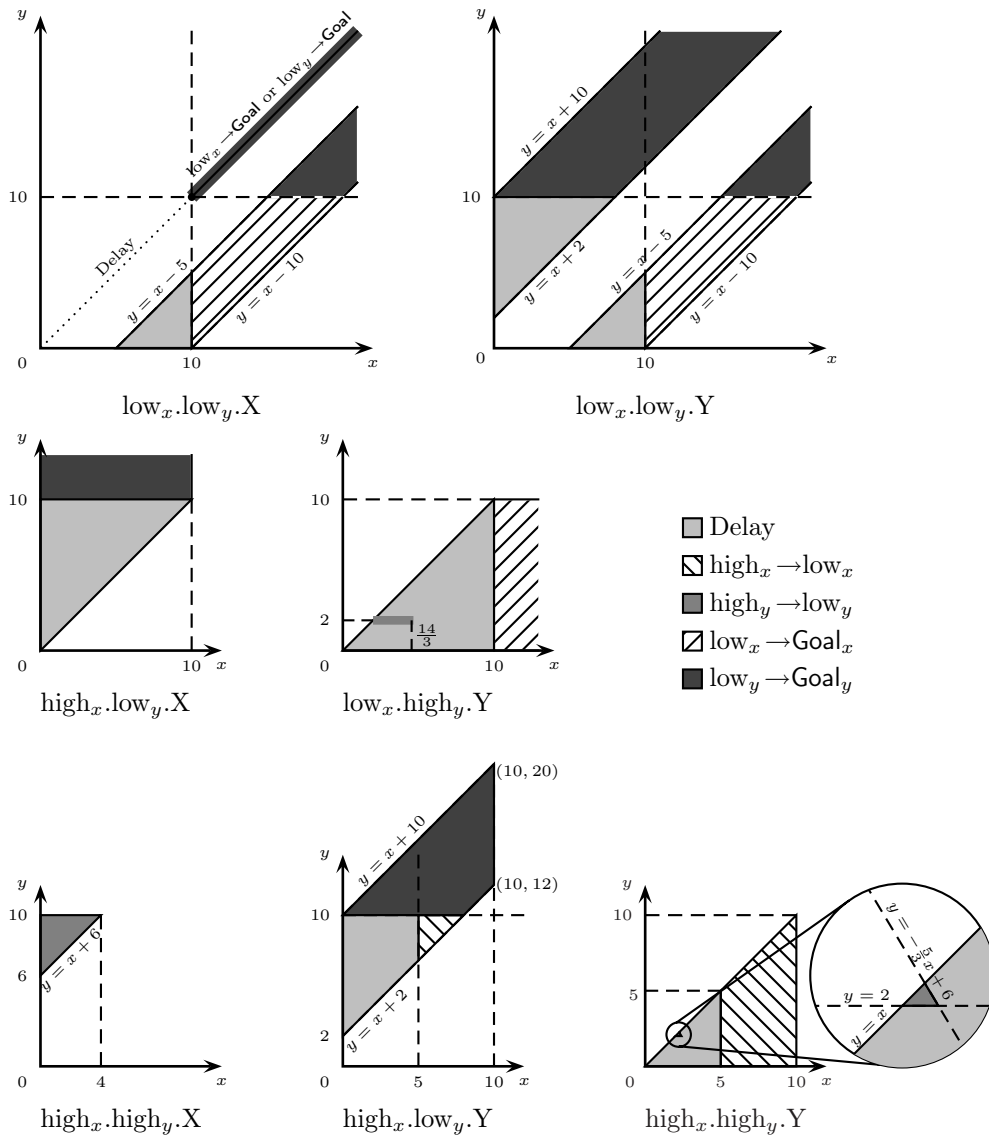 y
10
0
10
x
Delay
low_x→Goal or low_y→Goal
y = x − 5
y = x − 10
low_x.low_y.X
y
10
0
10
x
y = x + 10
y = x + 2
y = x − 5
y = x − 10
low_x.low_y.Y
y
10
0
10
x
high_x.low_y.X
y
10
2
14/3
0
10
x
low_x.high_y.Y
Delay
high_x→low_x
high_y→low_y
low_x→Goal_x
low_y→Goal_y
y
10
6
0
4
x
y = x + 6
high_x.high_y.X
y
10
2
0
5
10
x
y = x + 10
y = x + 2
(10, 20)
(10, 12)
high_x.low_y.Y
y
10
5
0
5
10
x
y = 2
y = x
y = −5/3 x + 6
high_x.high_y.Y